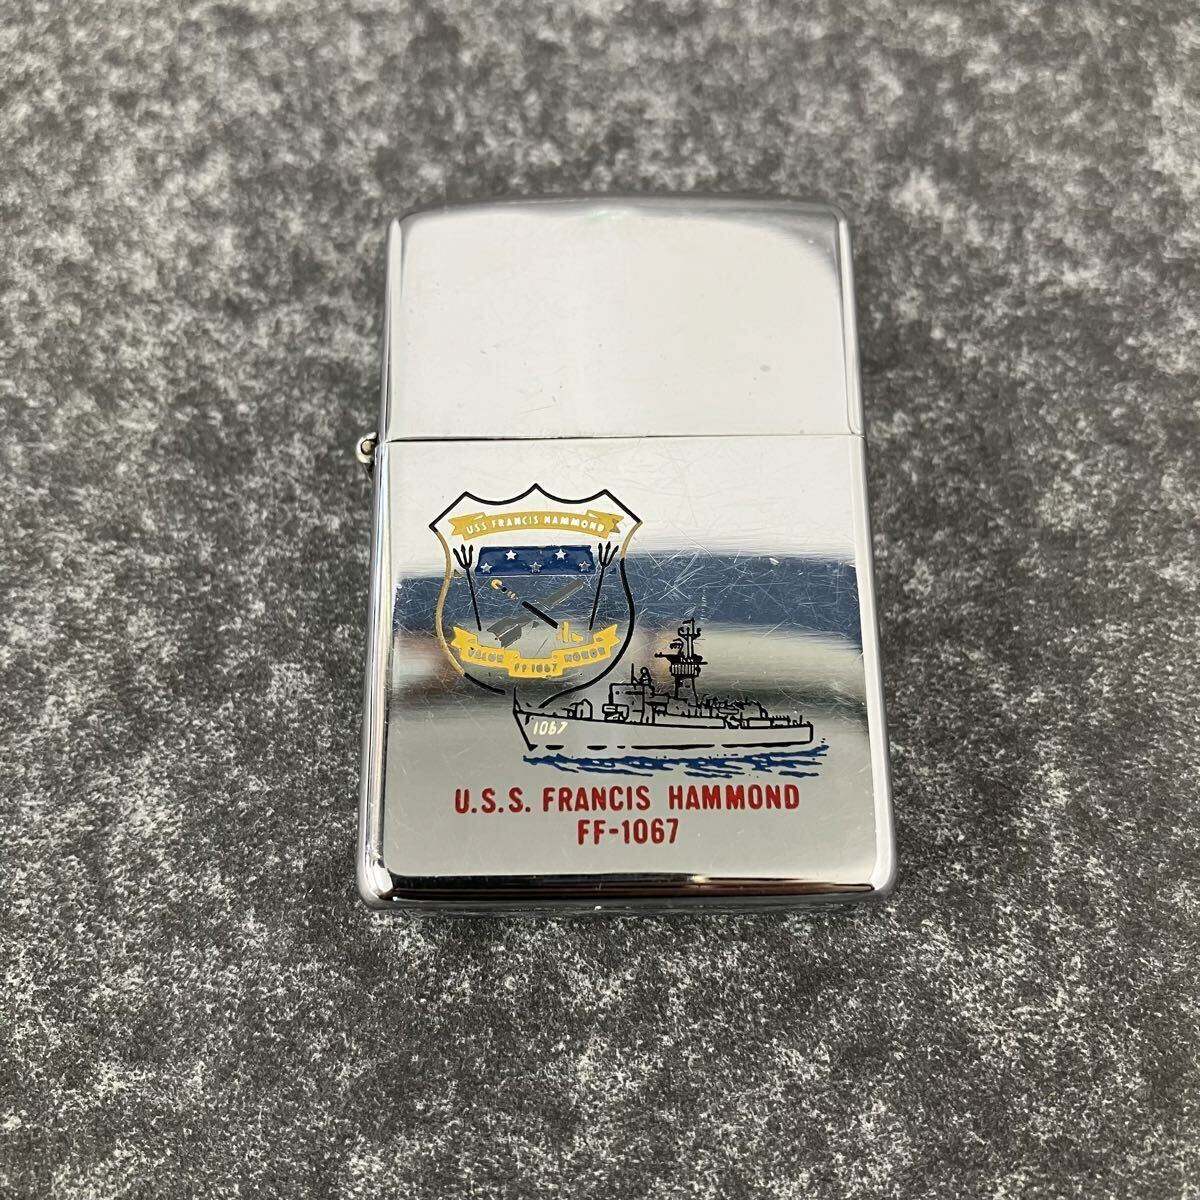 USS FRANCIS HAMMOND
VALOR FF 1067 HONOR
1067
U.S.S. FRANCIS HAMMOND
FF-1067